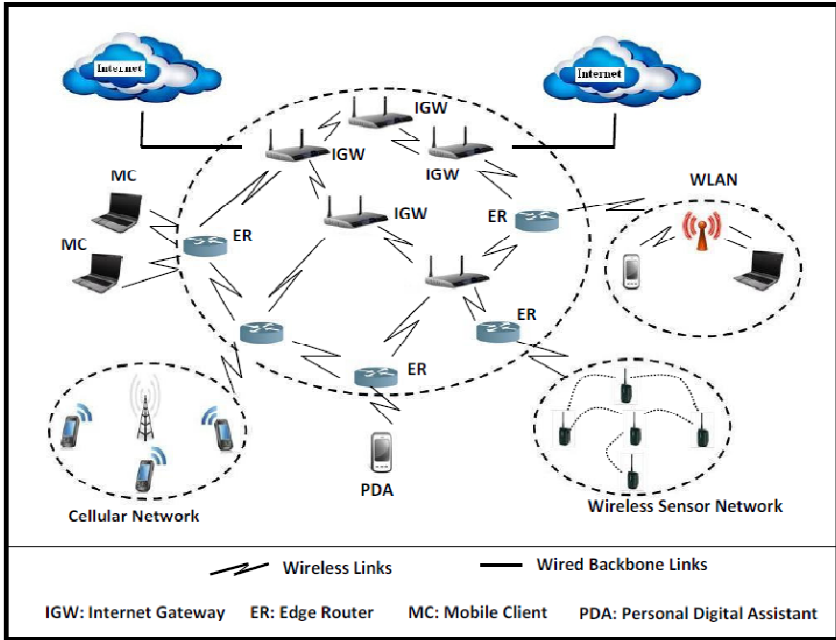 Internet
Internet
IGW
IGW
IGW
MC
WLAN
IGW
ER
MC
ER
ER
ER
PDA
Cellular Network
Wireless Sensor Network
Wireless Links
Wired Backbone Links
IGW: Internet Gateway ER: Edge Router MC: Mobile Client PDA: Personal Digital Assistant